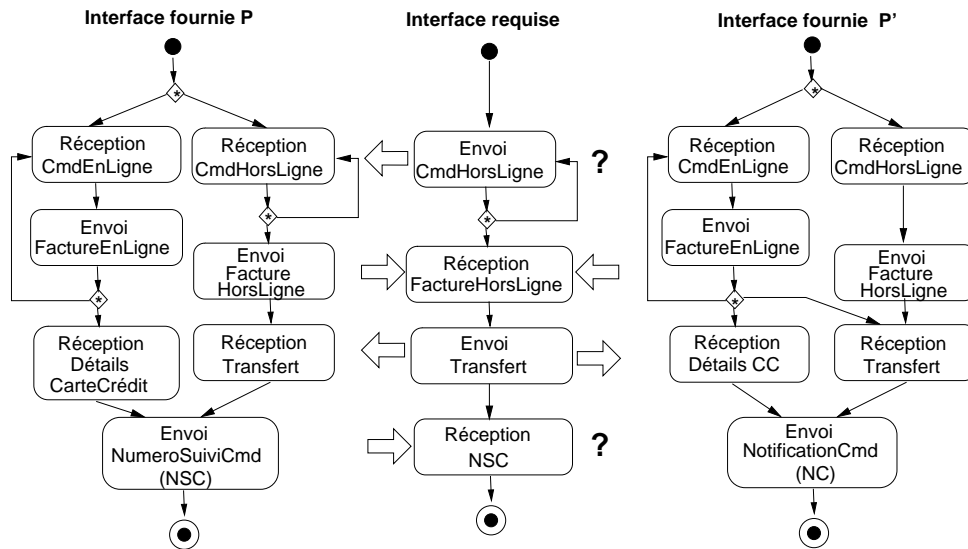 Interface fournie P
Interface requise
Interface fournie P'
*
Réception
CmdEnLigne
Réception
CmdHorsLigne
Envoi
FactureEnLigne
*
Envoi
Facture
HorsLigne
*
Réception
Détails
CarteCrédit
Réception
Transfert
Envoi
NumeroSuiviCmd
(NSC)
Envoi
CmdHorsLigne
?
*
Réception
FactureHorsLigne
Envoi
Transfert
Réception
NSC
?
*
Réception
CmdEnLigne
Réception
CmdHorsLigne
Envoi
FactureEnLigne
Envoi
Facture
HorsLigne
*
Réception
Détails CC
Réception
Transfert
Envoi
NotificationCmd
(NC)